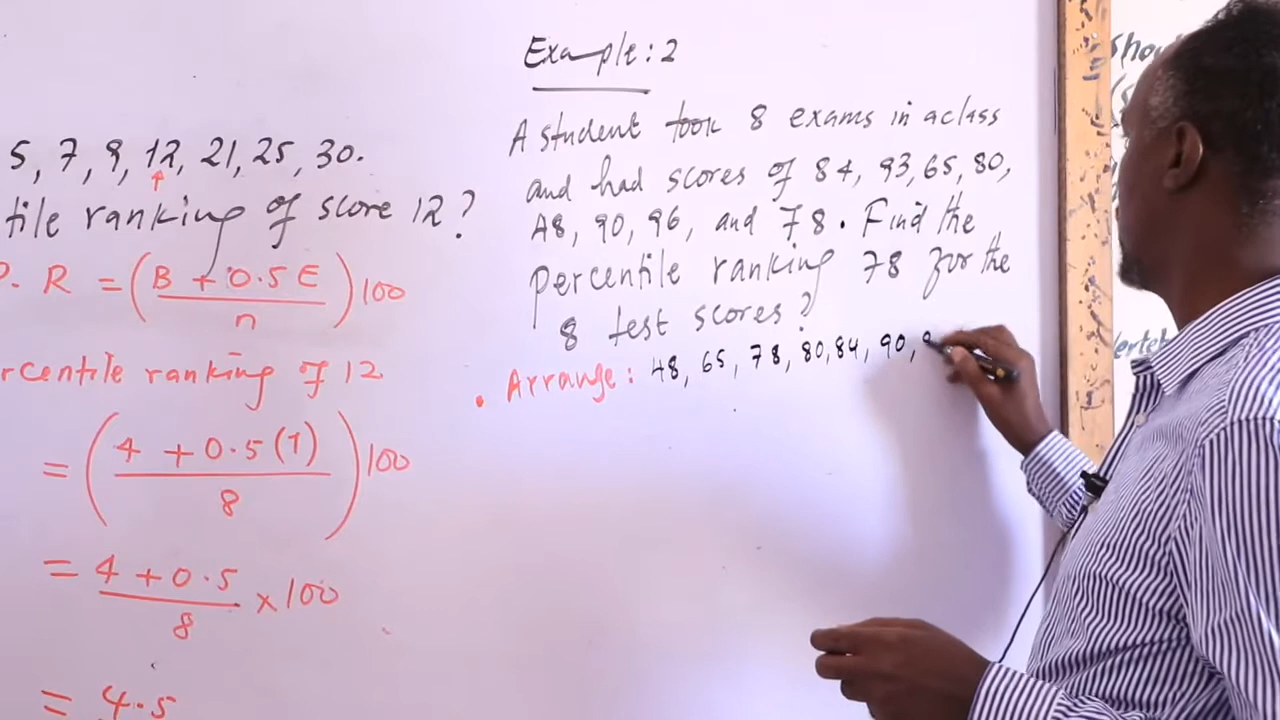 5, 7, 9, 12, 21, 25, 30.
tile ranking of score 12?
P. R = (B + 0.5 E / n) 100
rcentile ranking of 12
= (4 + 0.5 (1) / 8) 100
= 4 + 0.5 / 8 × 100
= 4.5
Example: 2
A student took 8 exams in a class
and had scores of 84, 93, 65, 80,
48, 90, 96, and 78. Find the
percentile ranking 78 for the
8 test scores?
. Arrange: 48, 65, 78, 80, 84, 90, 9